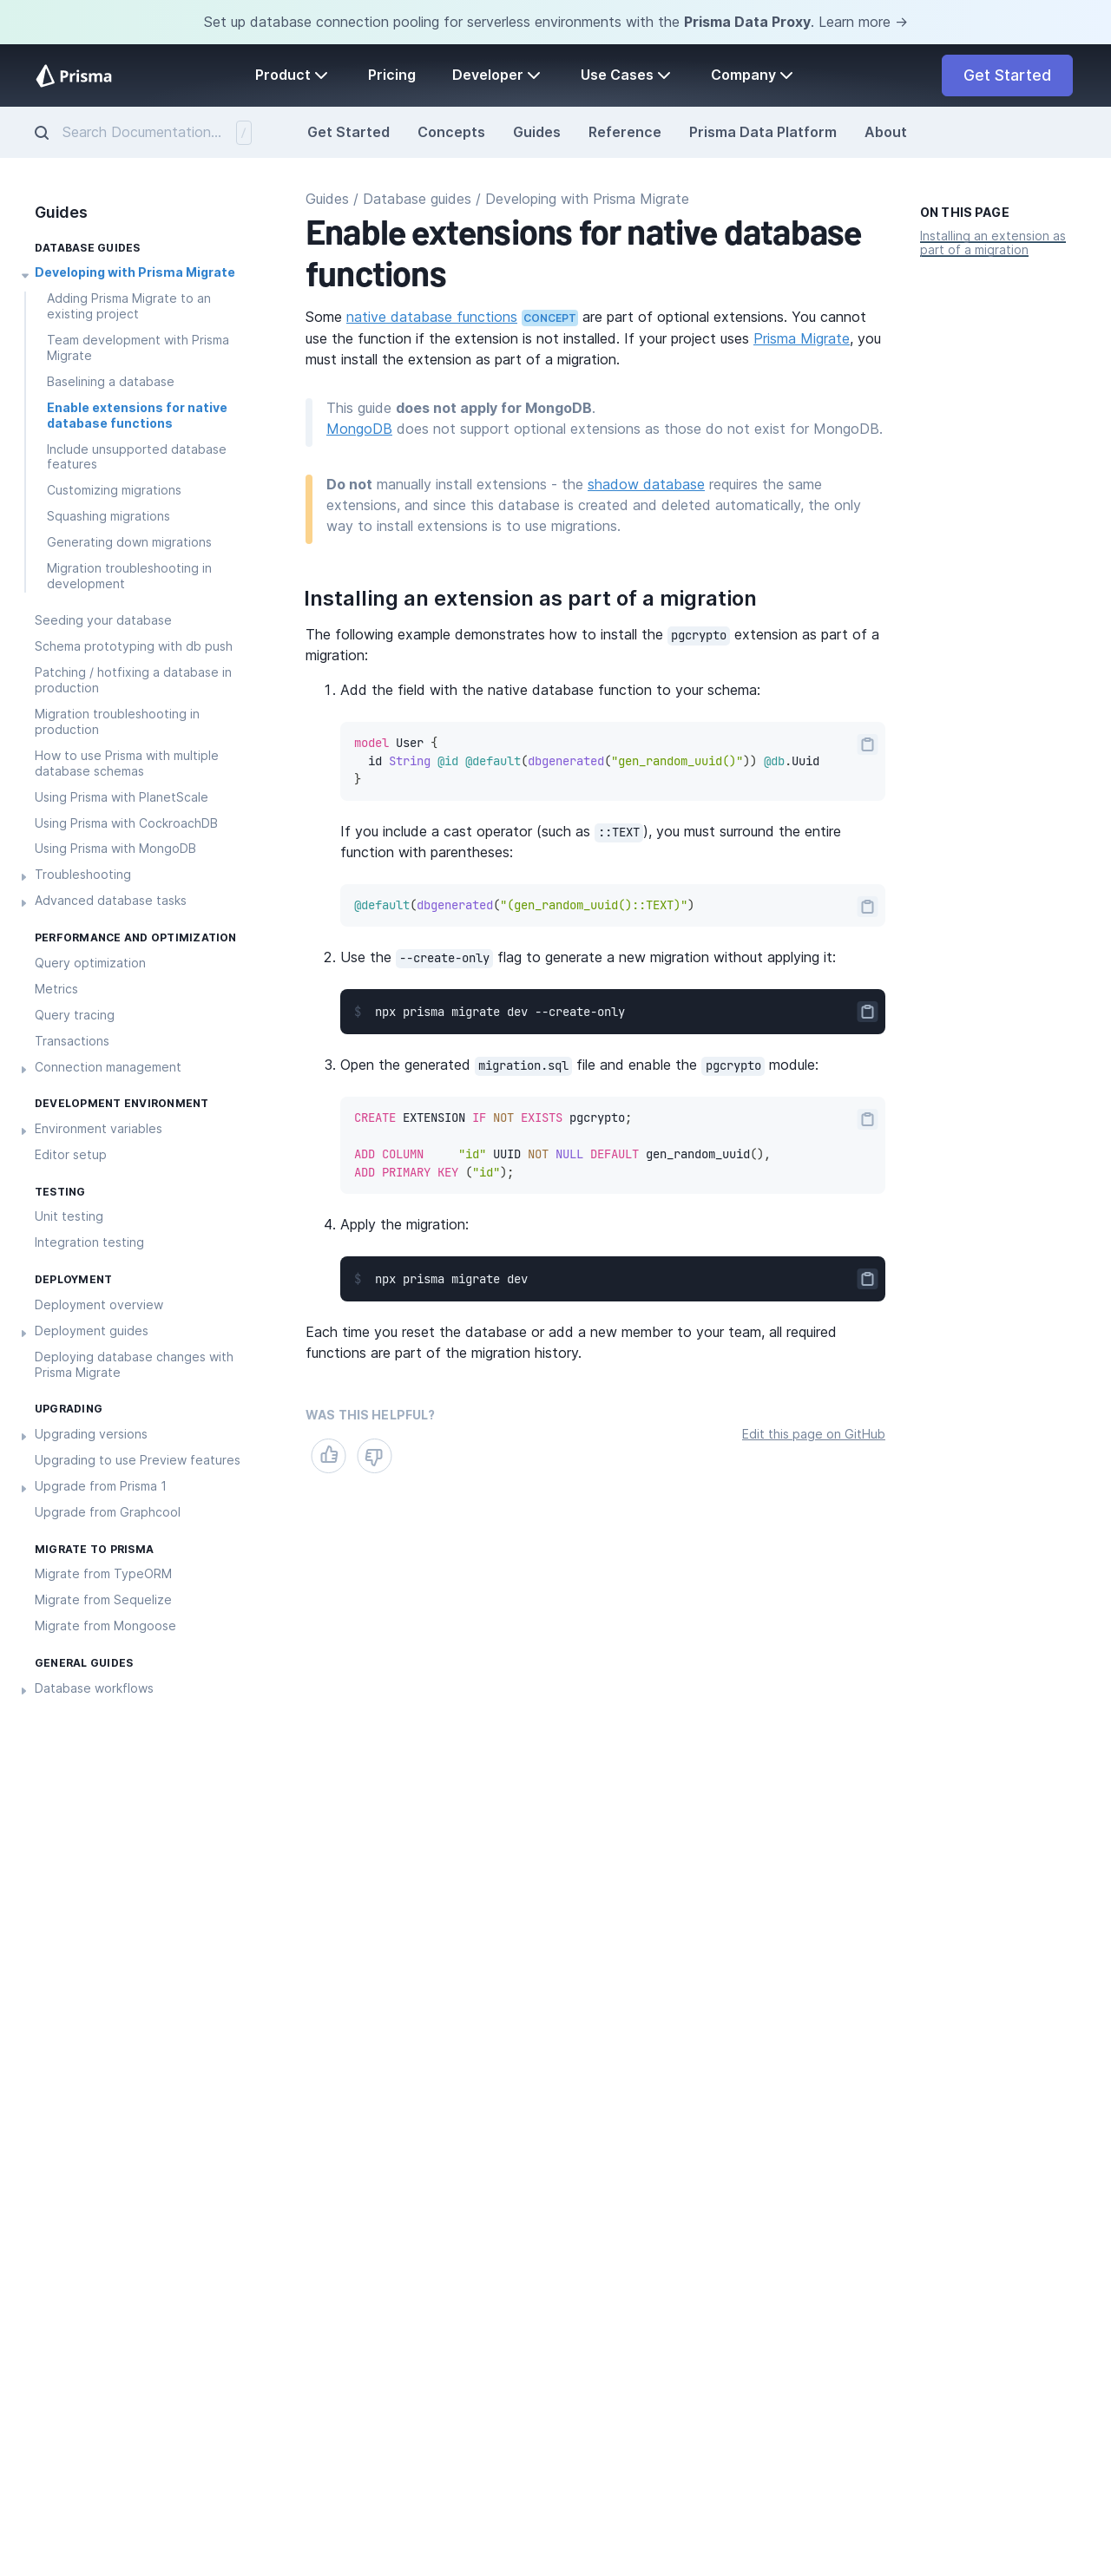 Set up database connection pooling for serverless environments with the Prisma Data Proxy. Learn more →
Prisma
Product
Pricing
Developer
Use Cases
Company
Get Started
Search Documentation...
/
Get Started
Concepts
Guides
Reference
Prisma Data Platform
About
Guides
DATABASE GUIDES
Developing with Prisma Migrate
Adding Prisma Migrate to an
existing project
Team development with Prisma
Migrate
Baselining a database
Enable extensions for native
database functions
Include unsupported database
features
Customizing migrations
Squashing migrations
Generating down migrations
Migration troubleshooting in
development
Seeding your database
Schema prototyping with db push
Patching / hotfixing a database in
production
Migration troubleshooting in
production
How to use Prisma with multiple
database schemas
Using Prisma with PlanetScale
Using Prisma with CockroachDB
Using Prisma with MongoDB
Troubleshooting
Advanced database tasks
PERFORMANCE AND OPTIMIZATION
Query optimization
Metrics
Query tracing
Transactions
Connection management
DEVELOPMENT ENVIRONMENT
Environment variables
Editor setup
TESTING
Unit testing
Integration testing
DEPLOYMENT
Deployment overview
Deployment guides
Deploying database changes with
Prisma Migrate
UPGRADING
Upgrading versions
Upgrading to use Preview features
Upgrade from Prisma 1
Upgrade from Graphcool
MIGRATE TO PRISMA
Migrate from TypeORM
Migrate from Sequelize
Migrate from Mongoose
GENERAL GUIDES
Database workflows
Guides / Database guides / Developing with Prisma Migrate
Enable extensions for native database
functions
Some native database functions CONCEPT are part of optional extensions. You cannot
use the function if the extension is not installed. If your project uses Prisma Migrate, you
must install the extension as part of a migration.
This guide does not apply for MongoDB.
MongoDB does not support optional extensions as those do not exist for MongoDB.
Do not manually install extensions - the shadow database requires the same
extensions, and since this database is created and deleted automatically, the only
way to install extensions is to use migrations.
Installing an extension as part of a migration
The following example demonstrates how to install the pgcrypto extension as part of a
migration:
1. Add the field with the native database function to your schema:
model User {
  id String @id @default(dbgenerated("gen_random_uuid()")) @db.Uuid
}
If you include a cast operator (such as ::TEXT), you must surround the entire
function with parentheses:
@default(dbgenerated("(gen_random_uuid()::TEXT)")
2. Use the --create-only flag to generate a new migration without applying it:
$ npx prisma migrate dev --create-only
3. Open the generated migration.sql file and enable the pgcrypto module:
CREATE EXTENSION IF NOT EXISTS pgcrypto;
ADD COLUMN     "id" UUID NOT NULL DEFAULT gen_random_uuid(),
ADD PRIMARY KEY ("id");
4. Apply the migration:
$ npx prisma migrate dev
Each time you reset the database or add a new member to your team, all required
functions are part of the migration history.
WAS THIS HELPFUL?
Edit this page on GitHub
ON THIS PAGE
Installing an extension as
part of a migration